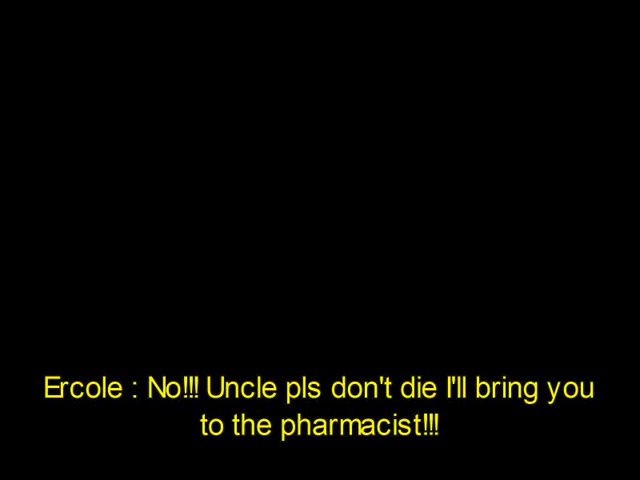 Ercole : No!!! Uncle pls don't die I'll bring you
to the pharmacist!!!